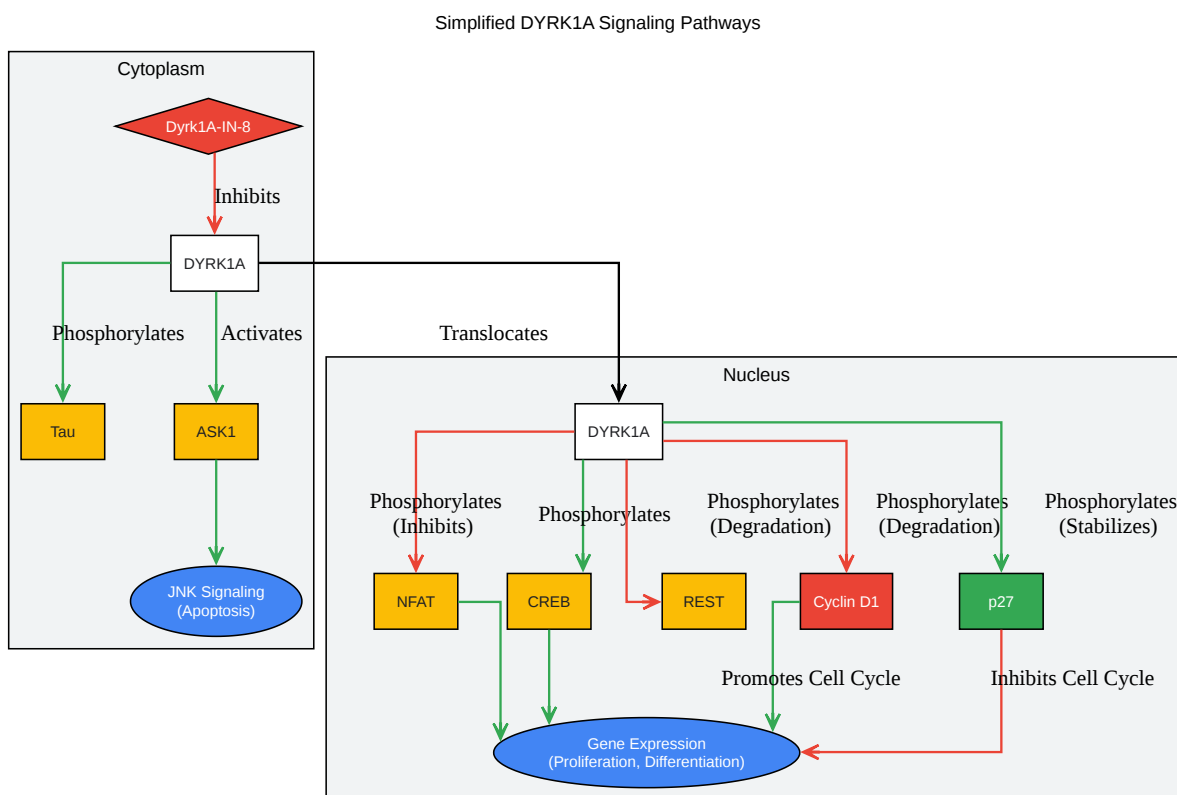 Simplified DYRK1A Signaling Pathways
Cytoplasm
Dyrk1A-IN-8
Inhibits
DYRK1A
Phosphorylates
Activates
Translocates
Nucleus
Tau
ASK1
DYRK1A
Phosphorylates
(Inhibits)
Phosphorylates
Phosphorylates
(Degradation)
Phosphorylates
(Degradation)
Phosphorylates
(Stabilizes)
JNK Signaling
(Apoptosis)
NFAT
CREB
REST
Cyclin D1
p27
Promotes Cell Cycle
Inhibits Cell Cycle
Gene Expression
(Proliferation, Differentiation)